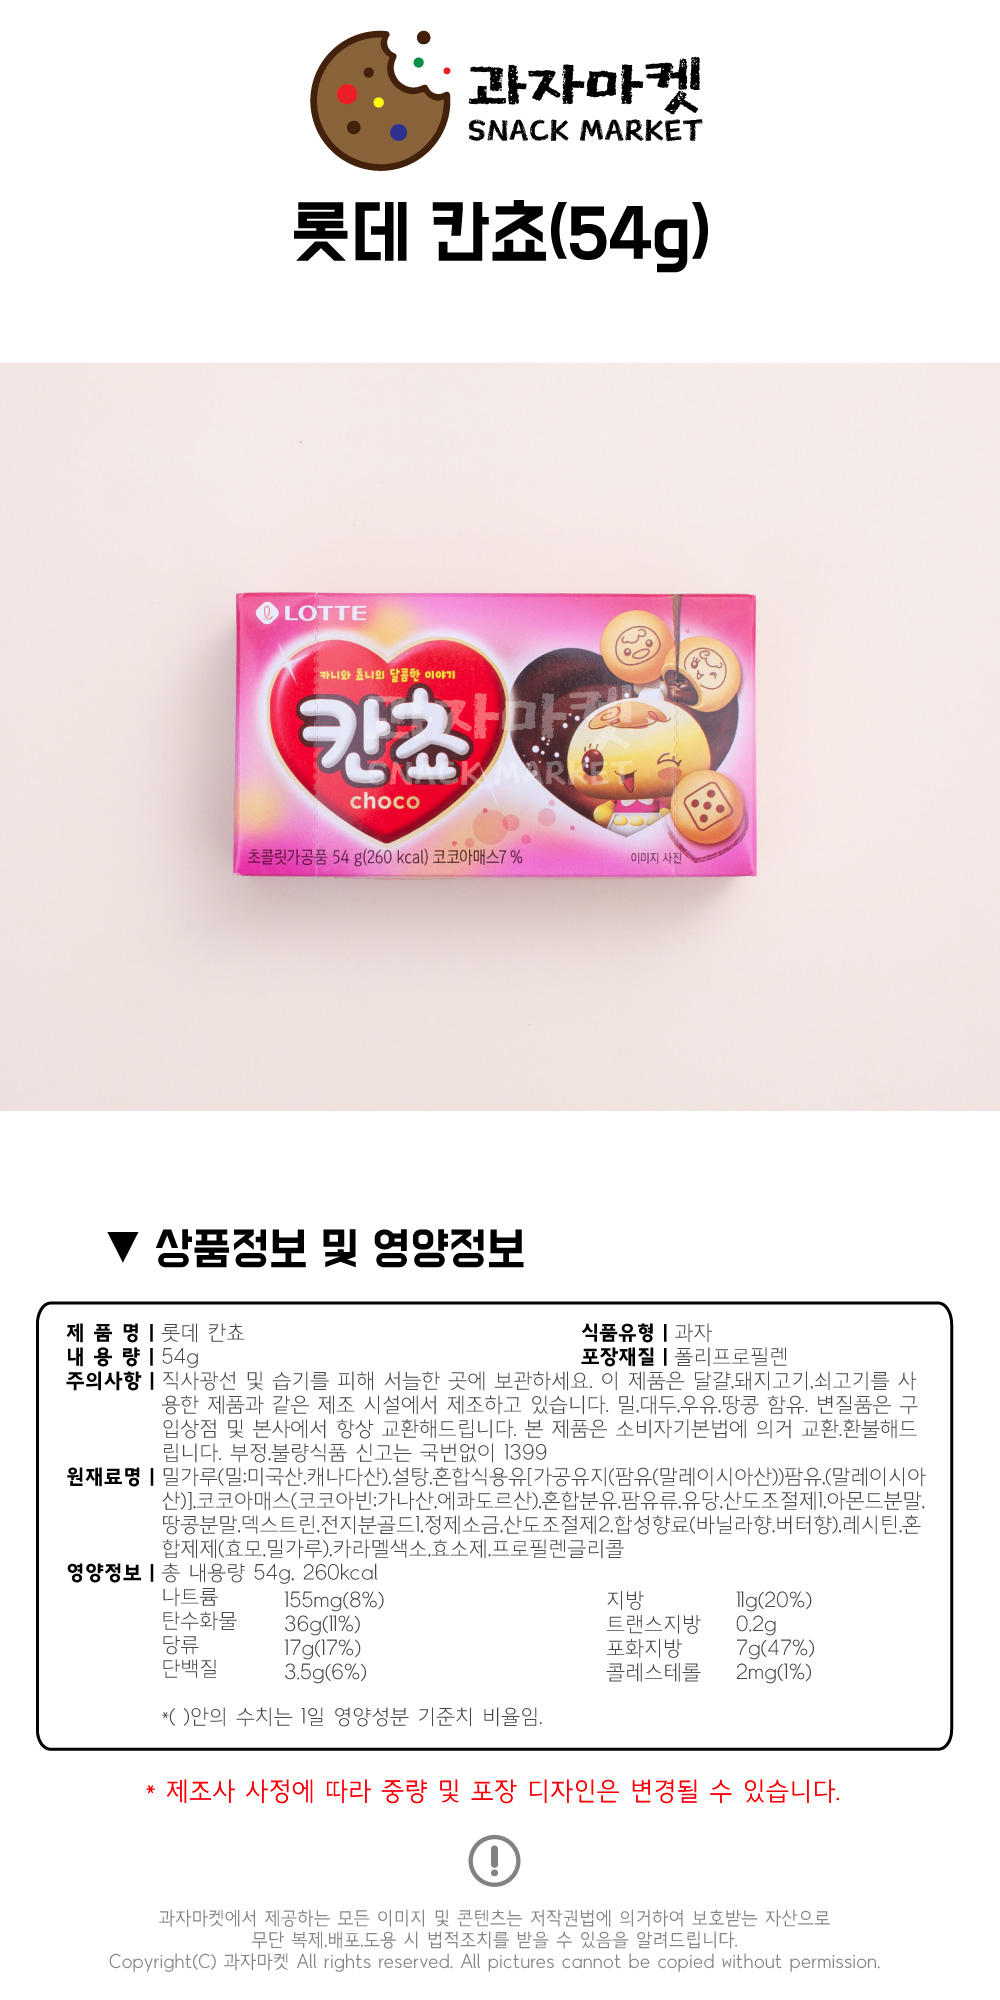 과자마켓
SNACK MARKET
롯데 칸쵸(54g)
LOTTE
카니와 쵸니의 달콤한 이야기
칸쵸
choco
과자마켓
SNACK MARKET
초콜릿가공품 54 g(260 kcal) 코코아매스7 %
이미지 사진
▼ 상품정보 및 영양정보
제 품 명 | 롯데 칸쵸 식품유형 | 과자
내 용 량 | 54g 포장재질 | 폴리프로필렌
주의사항 | 직사광선 및 습기를 피해 서늘한 곳에 보관하세요. 이 제품은 달걀,돼지고기,쇠고기를 사
용한 제품과 같은 제조 시설에서 제조하고 있습니다. 밀,대두,우유,땅콩 함유. 변질품은 구
입상점 및 본사에서 항상 교환해드립니다. 본 제품은 소비자기본법에 의거 교환.환불해드
립니다. 부정,불량식품 신고는 국번없이 1399
원재료명 | 밀가루(밀:미국산,캐나다산),설탕,혼합식용유[가공유지(팜유(말레이시아산))팜유,(말레이시아
산)],코코아매스(코코아빈:가나산,에콰도르산),혼합분유,팜유류,유당,산도조절제1,아몬드분말,
땅콩분말,덱스트린,전지분골드1,정제소금,산도조절제2,합성향료(바닐라향,버터향),레시틴,혼
합제제(효모,밀가루),카라멜색소,효소제,프로필렌글리콜
영양정보 | 총 내용량 54g, 260kcal
나트륨 155mg(8%) 지방 11g(20%)
탄수화물 36g(11%) 트랜스지방 0.2g
당류 17g(17%) 포화지방 7g(47%)
단백질 3.5g(6%) 콜레스테롤 2mg(1%)
*( )안의 수치는 1일 영양성분 기준치 비율임.
* 제조사 사정에 따라 중량 및 포장 디자인은 변경될 수 있습니다.
과자마켓에서 제공하는 모든 이미지 및 콘텐츠는 저작권법에 의거하여 보호받는 자산으로
무단 복제,배포,도용 시 법적조치를 받을 수 있음을 알려드립니다.
Copyright(C) 과자마켓 All rights reserved. All pictures cannot be copied without permission.